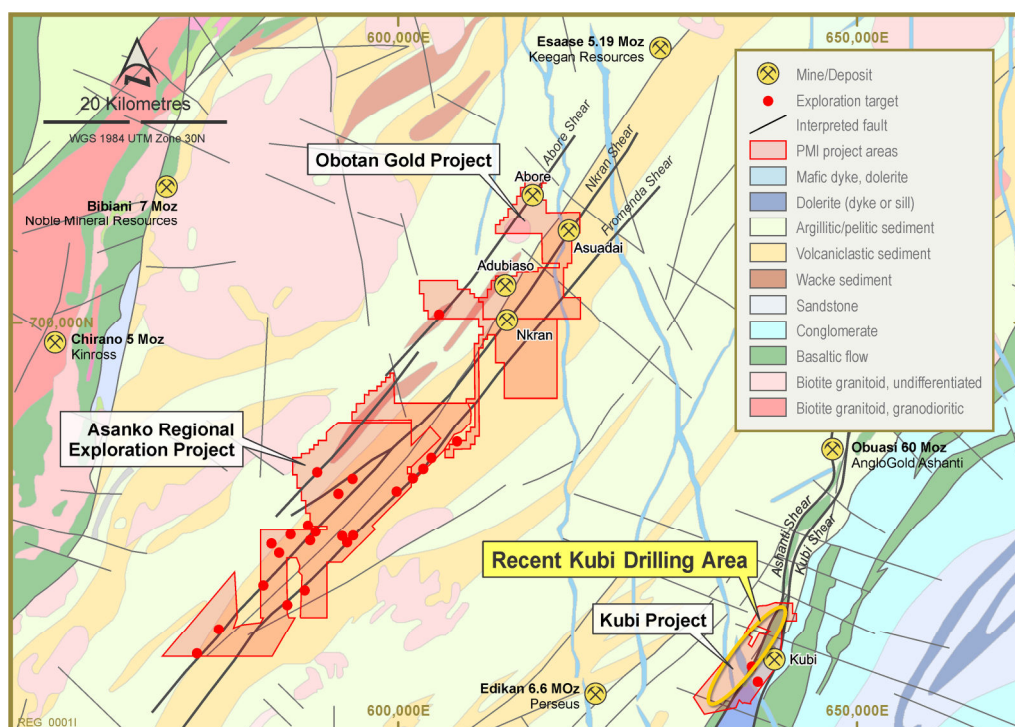 600,000E
650,000E
Esaase 5.19 Moz
Keegan Resources
20 Kilometres
WGS 1984 UTM Zone 30N
Mine/Deposit
Exploration target
Interpreted fault
PMI project areas
Mafic dyke, dolerite
Dolerite (dyke or sill)
Argillitic/pelitic sediment
Volcaniclastic sediment
Wacke sediment
Sandstone
Conglomerate
Basaltic flow
Biotite granitoid, undifferentiated
Biotite granitoid, granodioritic
Obotan Gold Project
Abore Shear
Nkran Shear
Fromenda Shear
Abore
Bibiani 7 Moz
Noble Mineral Resources
Asuadai
Adubiaso
Nkran
700,000N
Chirano 5 Moz
Kinross
Asanko Regional
Exploration Project
Obuasi 60 Moz
AngloGold Ashanti
Ashanti Shear
Kubi Shear
Recent Kubi Drilling Area
Kubi Project
Kubi
Edikan 6.6 MOz
Perseus
REG_0001l
600,000E
650,000E